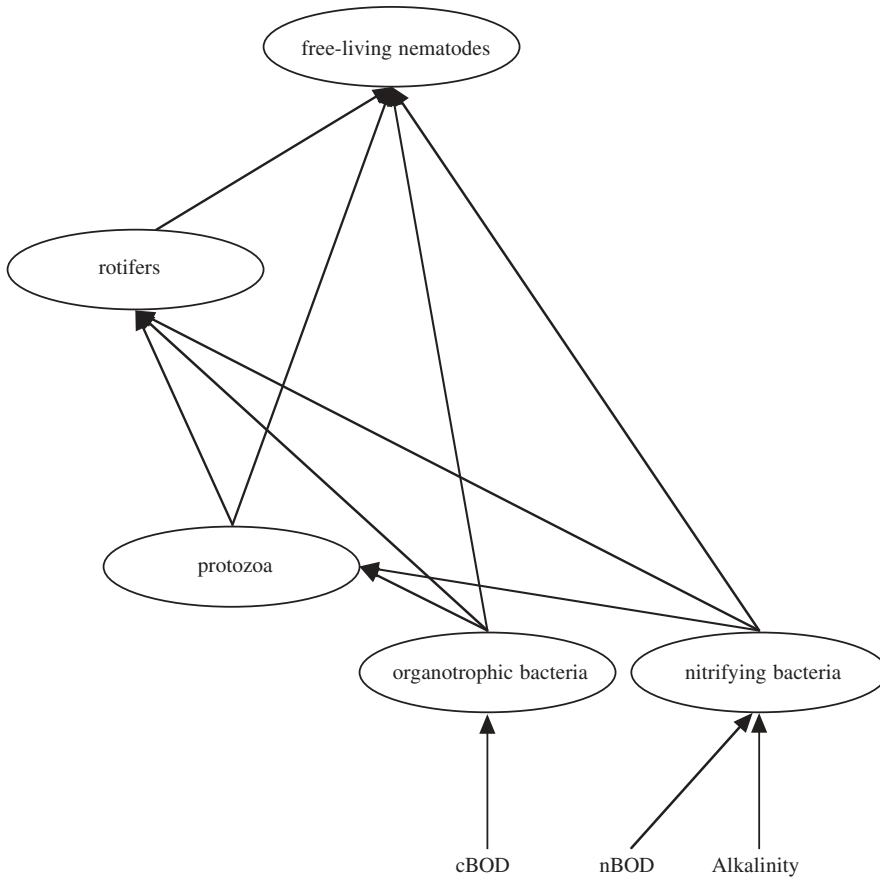 free-living nematodes
rotifers
protozoa
organotrophic bacteria
nitrifying bacteria
cBOD
nBOD
Alkalinity